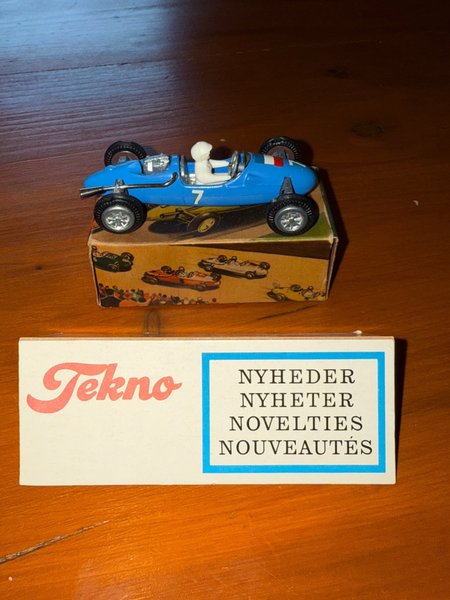 7
Tekno
NYHEDER
NYHETER
NOVELTIES
NOUVEAUTÉS